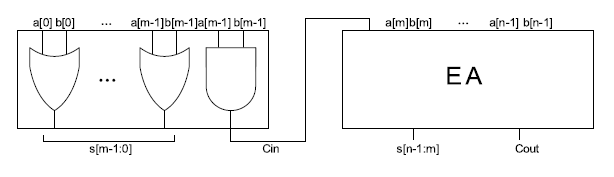 a[0] b[0] ... a[m-1]b[m-1]a[m-1] b[m-1] a[m]b[m] ... a[n-1] b[n-1]
... EA
s[m-1:0] Cin s[n-1:m] Cout